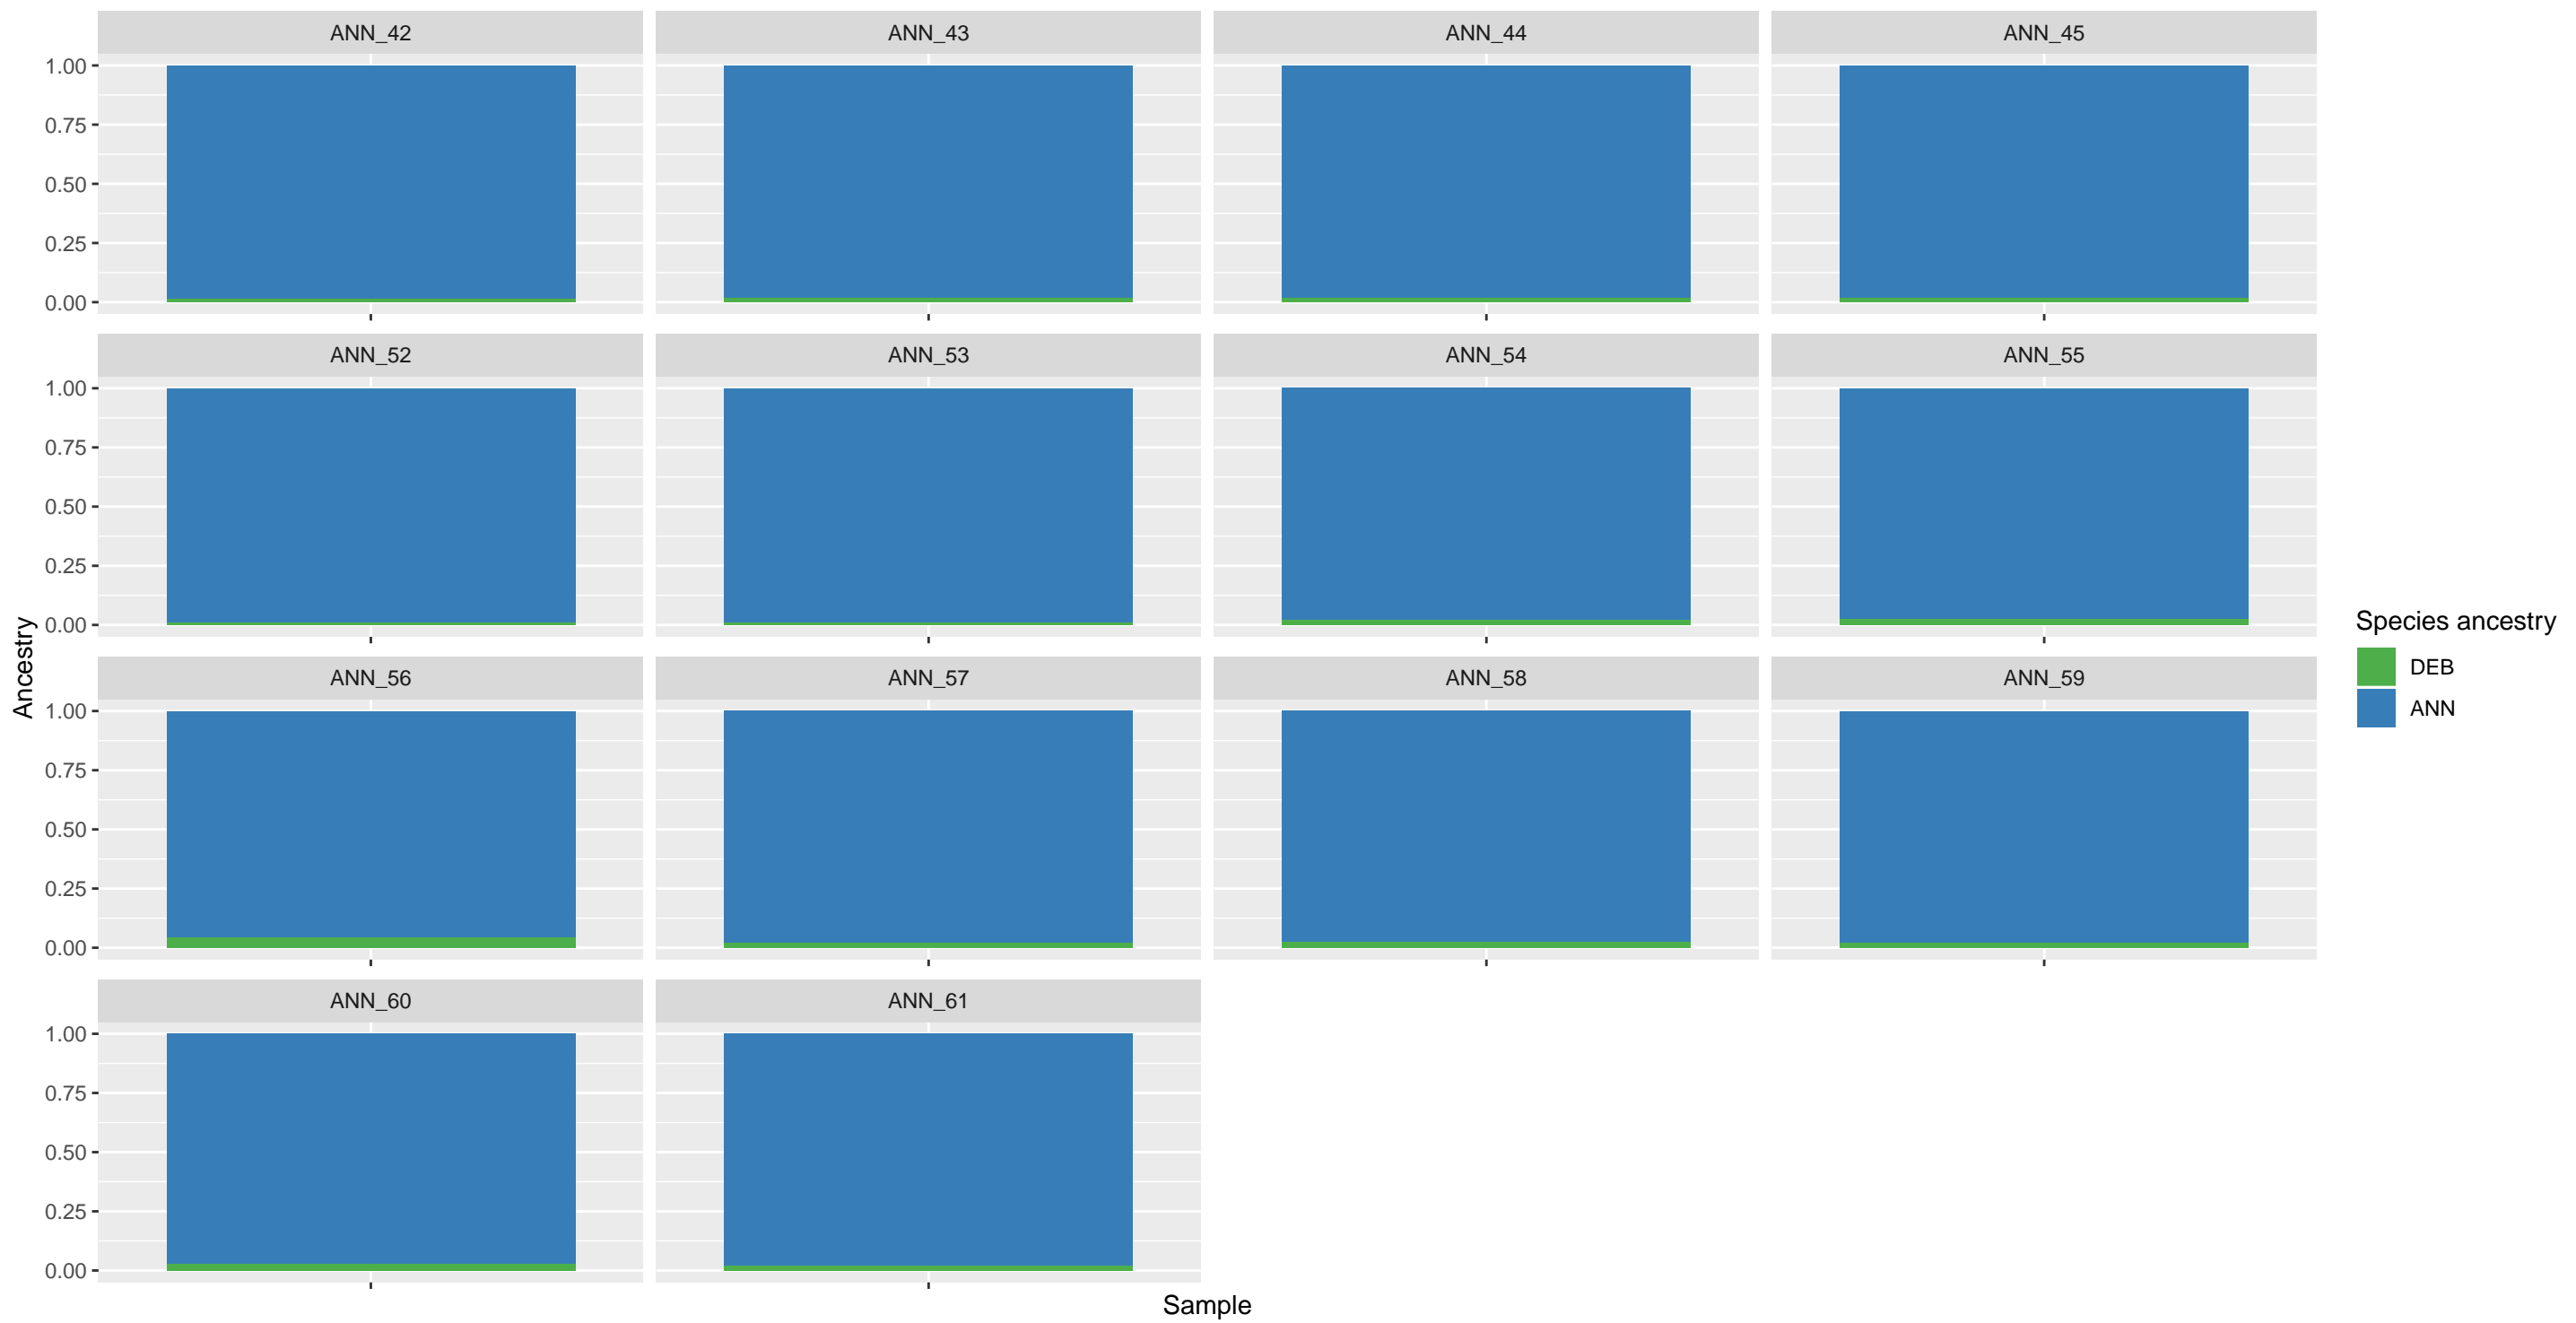 ANN_42 ANN_43 ANN_44 ANN_45
1.00
0.75
0.50
0.25
0.00
ANN_52 ANN_53 ANN_54 ANN_55
1.00
0.75
0.50
0.25
0.00
ANN_56 ANN_57 ANN_58 ANN_59
1.00
0.75
0.50
0.25
0.00
ANN_60 ANN_61
1.00
0.75
0.50
0.25
0.00
Ancestry
Sample
Species ancestry
DEB
ANN